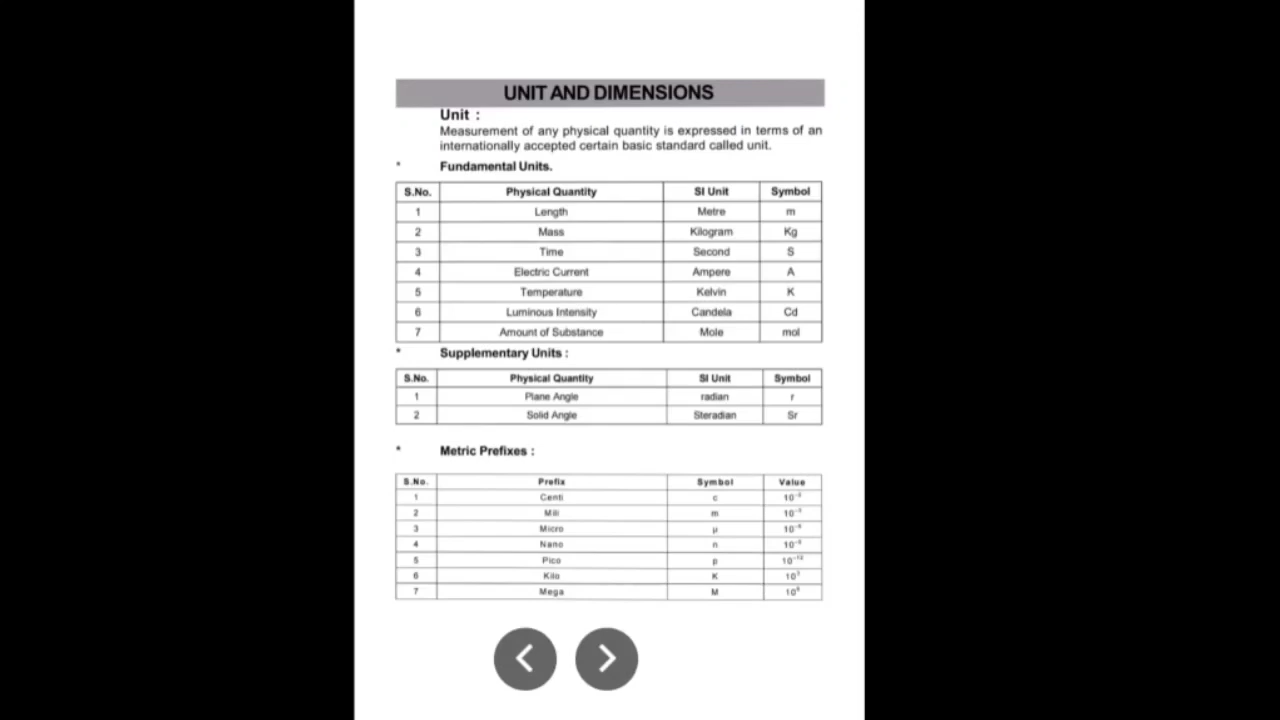 UNIT AND DIMENSIONS
Unit :
Measurement of any physical quantity is expressed in terms of an
internationally accepted certain basic standard called unit.
* Fundamental Units.
S.No. Physical Quantity SI Unit Symbol
1 Length Metre m
2 Mass Kilogram Kg
3 Time Second S
4 Electric Current Ampere A
5 Temperature Kelvin K
6 Luminous Intensity Candela Cd
7 Amount of Substance Mole mol
* Supplementary Units :
S.No. Physical Quantity SI Unit Symbol
1 Plane Angle radian r
2 Solid Angle Steradian Sr
* Metric Prefixes :
S.No. Prefix Symbol Value
1 Centi c
2 Mili m
3 Micro µ
4 Nano n
5 Pico p 10⁻¹²
6 Kilo K
7 Mega M